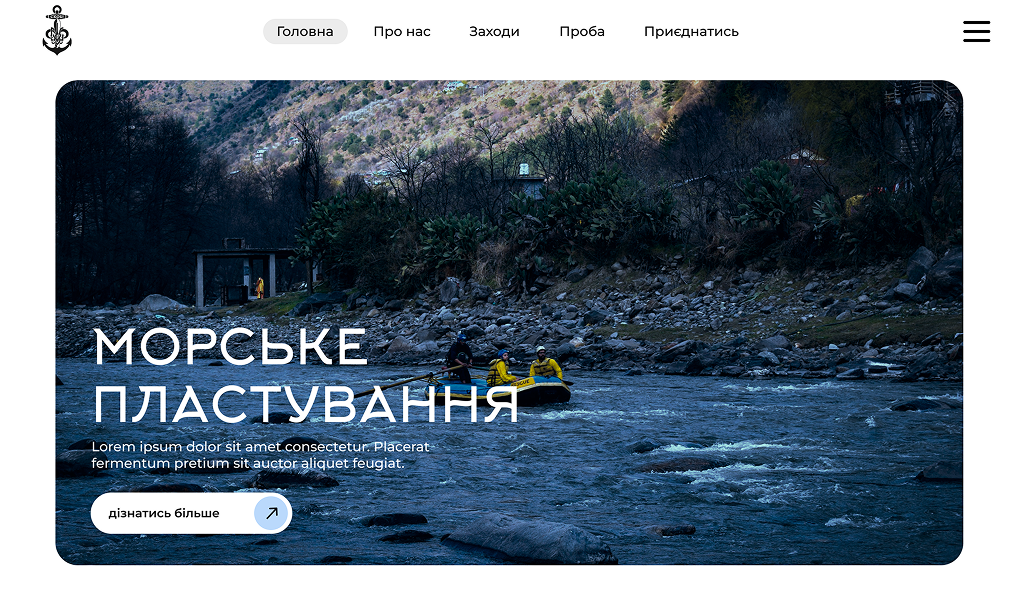 Головна
Про нас
Заходи
Проба
Приєднатись
МОРСЬКЕ
ПЛАСТУВАННЯ
Lorem ipsum dolor sit amet consectetur. Placerat
fermentum pretium sit auctor aliquet feugiat.
дізнатись більше